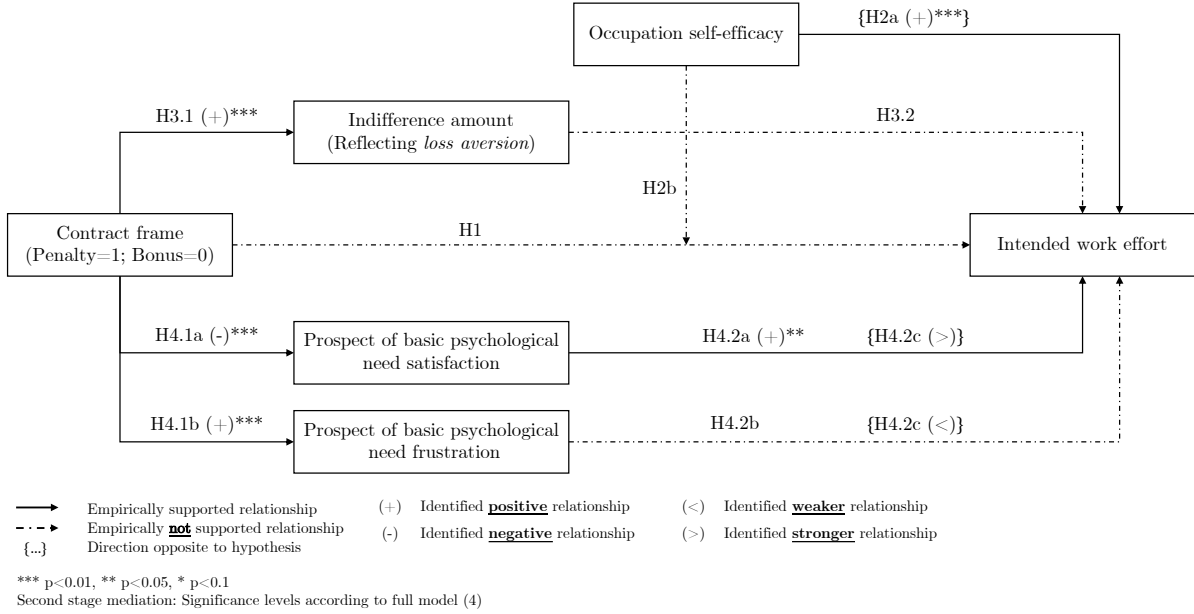 Occupation self-efficacy
{H2a (+)***}
H3.1 (+)***
Indifference amount
(Reflecting loss aversion)
H3.2
H2b
Contract frame
(Penalty=1; Bonus=0)
H1
Intended work effort
H4.1a (-)***
Prospect of basic psychological
need satisfaction
H4.2a (+)**
{H4.2c (>)}
H4.1b (+)***
Prospect of basic psychological
need frustration
H4.2b
{H4.2c (<)}
Empirically supported relationship
(+) Identified positive relationship
(<) Identified weaker relationship
Empirically not supported relationship
(-) Identified negative relationship
(>) Identified stronger relationship
{...} Direction opposite to hypothesis
*** p<0.01, ** p<0.05, * p<0.1
Second stage mediation: Significance levels according to full model (4)